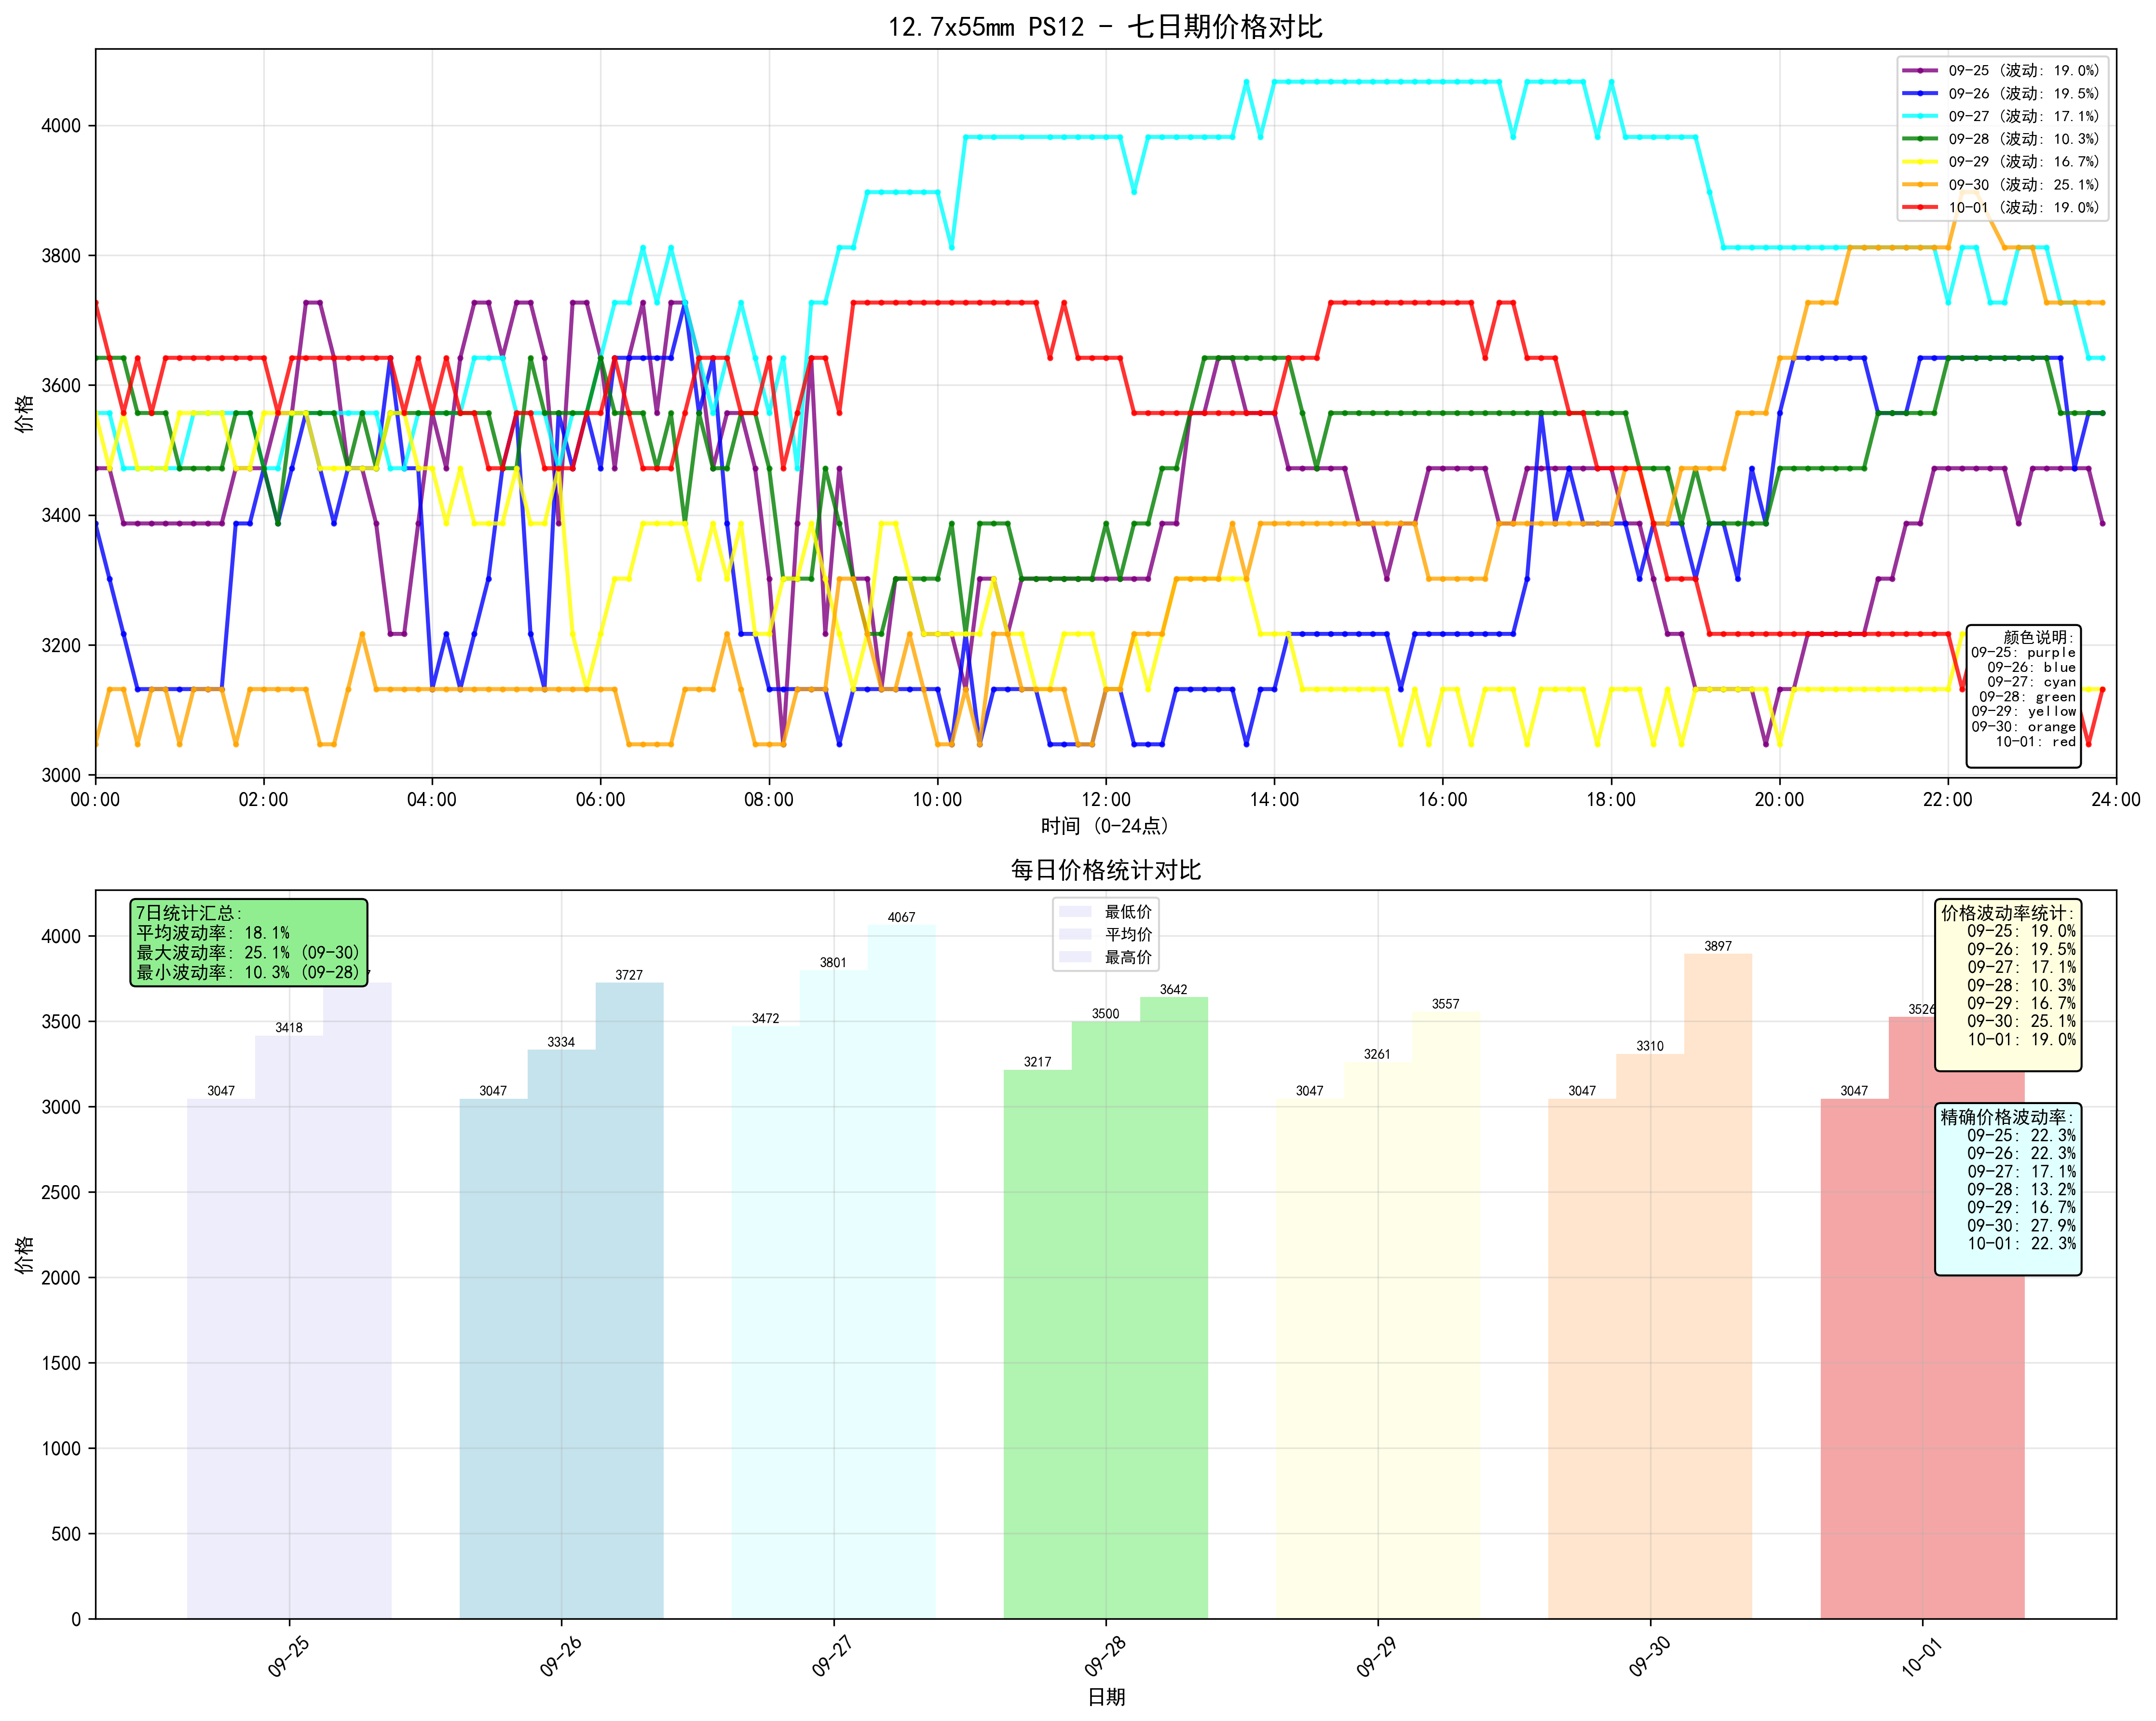 12.7x55mm PS12 - 七日期价格对比
价格
4000
3800
3600
3400
3200
3000
09-25 (波动: 19.0%)
09-26 (波动: 19.5%)
09-27 (波动: 17.1%)
09-28 (波动: 10.3%)
09-29 (波动: 16.7%)
09-30 (波动: 25.1%)
10-01 (波动: 19.0%)
颜色说明:
09-25: purple
09-26: blue
09-27: cyan
09-28: green
09-29: yellow
09-30: orange
10-01: red
00:00 02:00 04:00 06:00 08:00 10:00 12:00 14:00 16:00 18:00 20:00 22:00 24:00
时间 (0-24点)
每日价格统计对比
价格
4000
3500
3000
2500
2000
1500
1000
500
0
7日统计汇总:
平均波动率: 18.1%
最大波动率: 25.1% (09-30)
最小波动率: 10.3% (09-28)
最低价
平均价
最高价
价格波动率统计:
09-25: 19.0%
09-26: 19.5%
09-27: 17.1%
09-28: 10.3%
09-29: 16.7%
09-30: 25.1%
10-01: 19.0%
精确价格波动率:
09-25: 22.3%
09-26: 22.3%
09-27: 17.1%
09-28: 13.2%
09-29: 16.7%
09-30: 27.9%
10-01: 22.3%
3047 3418
3047 3334 3727
3472 3801 4067
3217 3500 3642
3047 3261 3557
3047 3310 3897
3047 3526
09-25 09-26 09-27 09-28 09-29 09-30 10-01
日期